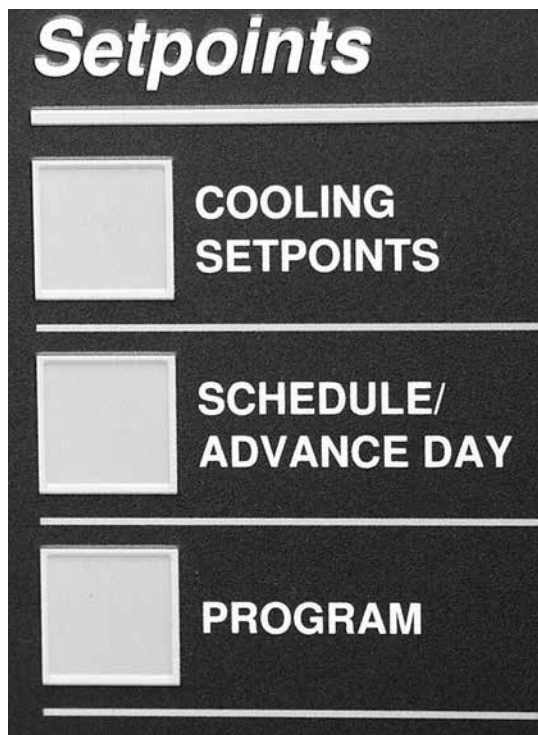 Setpoints
COOLING
SETPOINTS
SCHEDULE/
ADVANCE DAY
PROGRAM